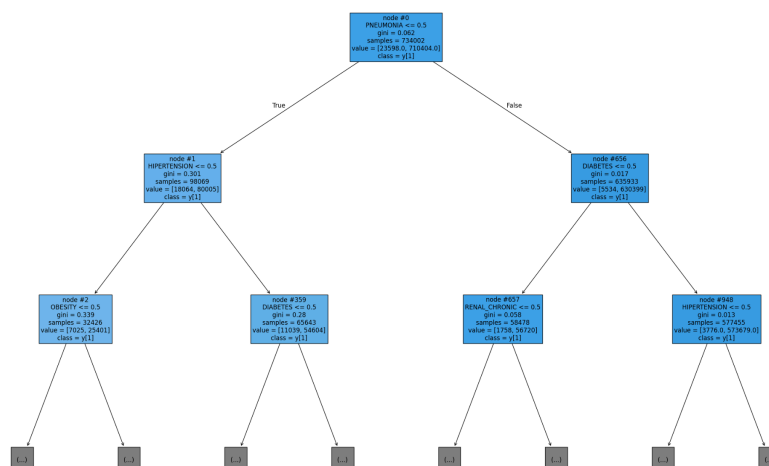 node #0
PNEUMONIA <= 0.5
gini = 0.062
samples = 734002
value = [23598.0, 710404.0]
class = y[1]
True
False
node #1
HIPERTENSION <= 0.5
gini = 0.301
samples = 98069
value = [18064, 80005]
class = y[1]
node #656
DIABETES <= 0.5
gini = 0.017
samples = 635933
value = [5534, 630399]
class = y[1]
node #2
OBESITY <= 0.5
gini = 0.339
samples = 32426
value = [7025, 25401]
class = y[1]
node #359
DIABETES <= 0.5
gini = 0.28
samples = 65643
value = [11039, 54604]
class = y[1]
node #657
RENAL_CHRONIC <= 0.5
gini = 0.058
samples = 58478
value = [1758, 56720]
class = y[1]
node #948
HIPERTENSION <= 0.5
gini = 0.013
samples = 577455
value = [3776.0, 573679.0]
class = y[1]
(...)
(...)
(...)
(...)
(...)
(...)
(...)
(...